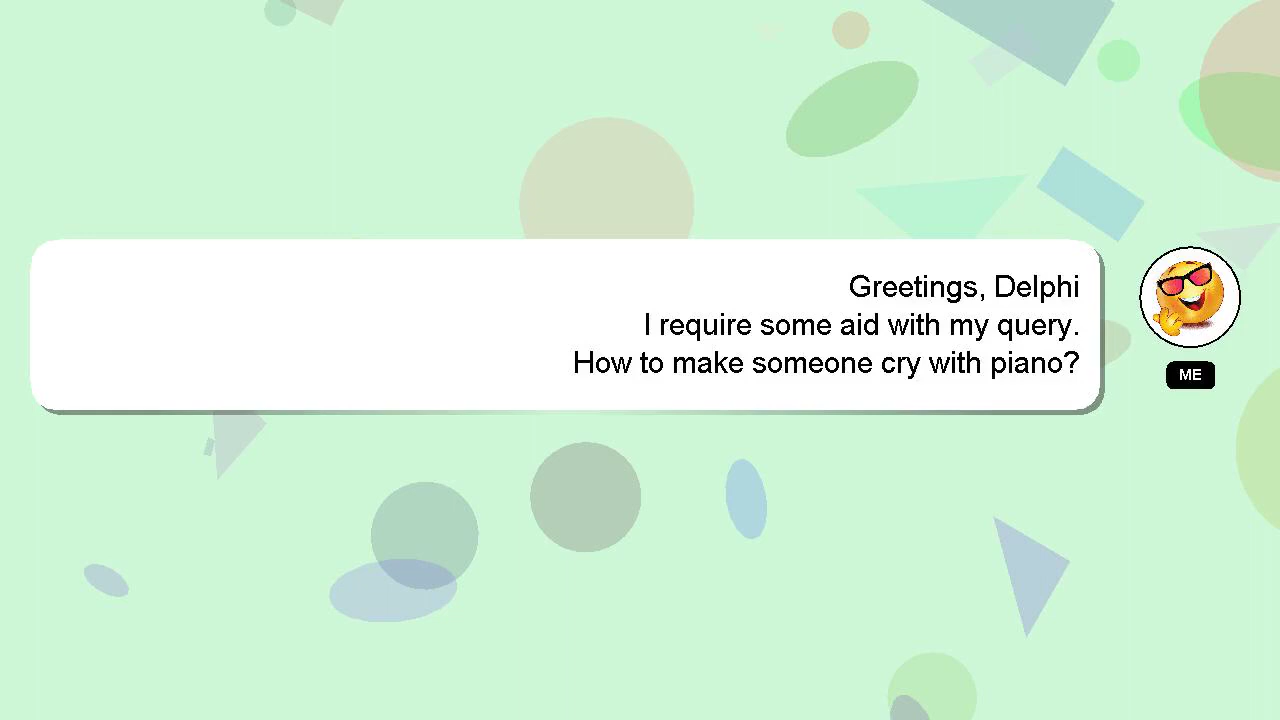 Greetings, Delphi
I require some aid with my query.
How to make someone cry with piano?
ME